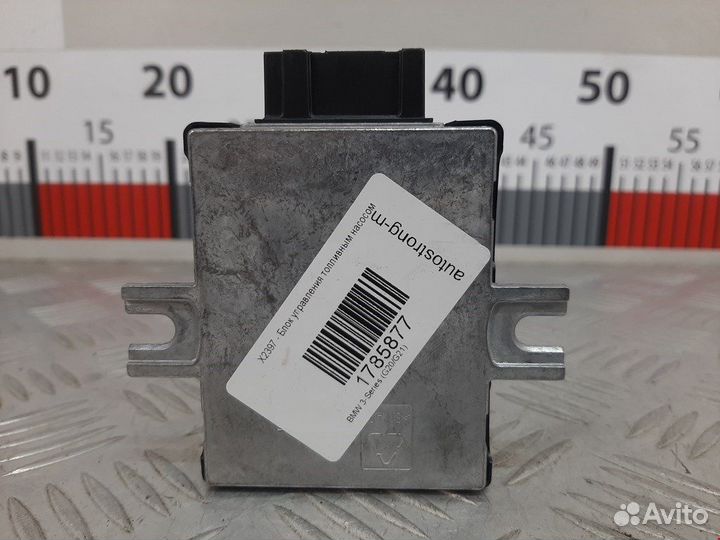 10
20
40
50
15
45
55
X2397 - Блок управления топливным насосом
autostrong-m
1785877
BMW 3-Series (G20/G21)
Avito